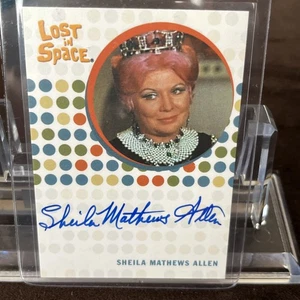 LOST
in
SPACE®
Sheila Mathews Allen
SHEILA MATHEWS ALLEN